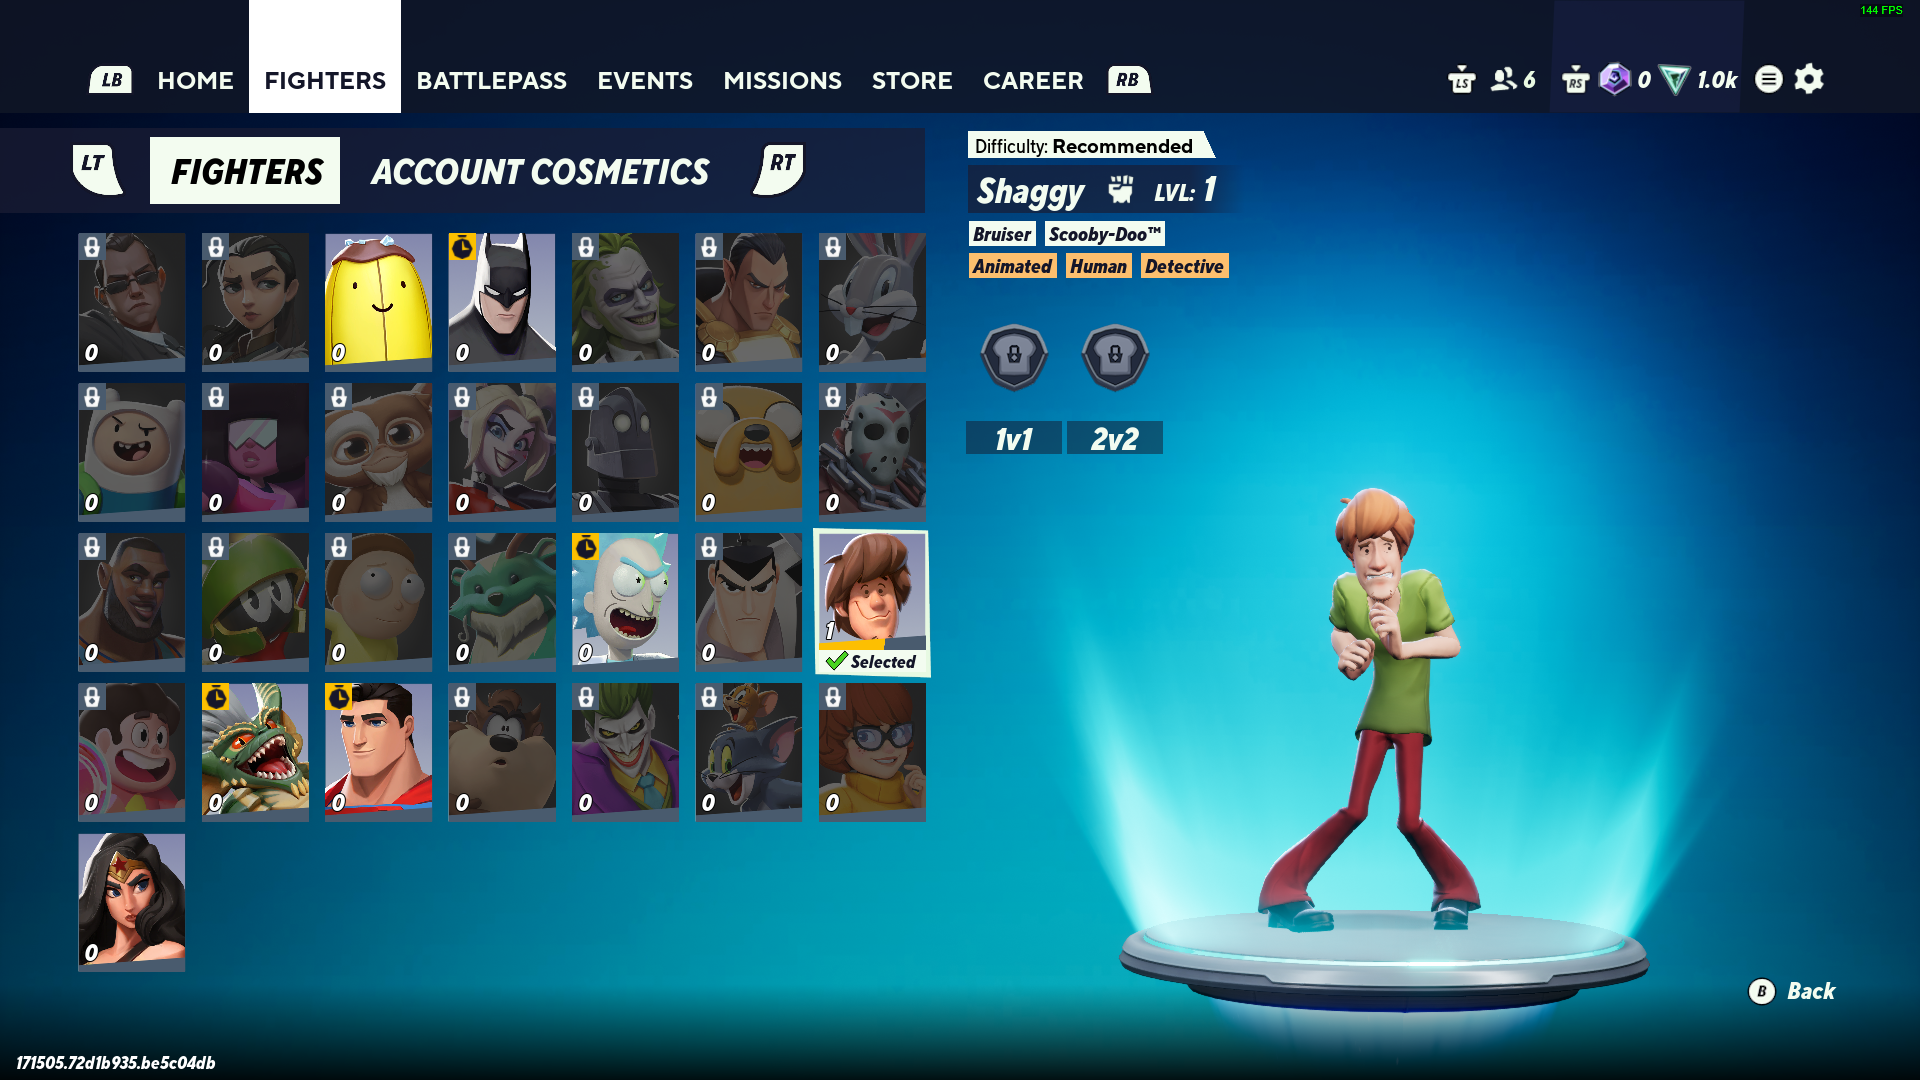 144 FPS
LB HOME FIGHTERS BATTLEPASS EVENTS MISSIONS STORE CAREER RB LS 6 RS 0 1.0k
LT FIGHTERS ACCOUNT COSMETICS RT
Difficulty: Recommended
Shaggy LVL: 1
Bruiser Scooby-Doo™
Animated Human Detective
1v1 2v2
0 0 0 0 0 0 0
0 0 0 0 0 0 0
0 0 0 0 0 0 1
Selected
0 0 0 0 0 0 0
0
B Back
171505.72d1b935.be5c04db